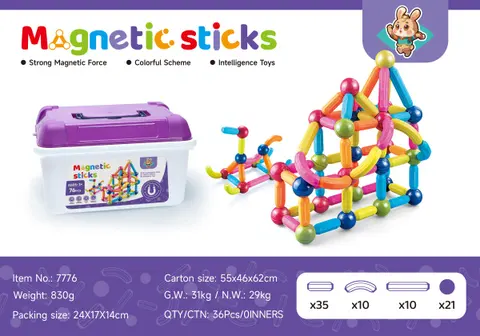 Magnetic sticks
Strong Magnetic Force
Colorful Scheme
Intelligence Toys
Magnetic
sticks
76PCS
Item No.: 7776
Weight: 830g
Packing size: 24X17X14cm
Carton size: 55x46x62cm
G.W.: 31kg / N.W.: 29kg
QTY/CTN: 36Pcs/0INNERS
x35
x10
x10
x21